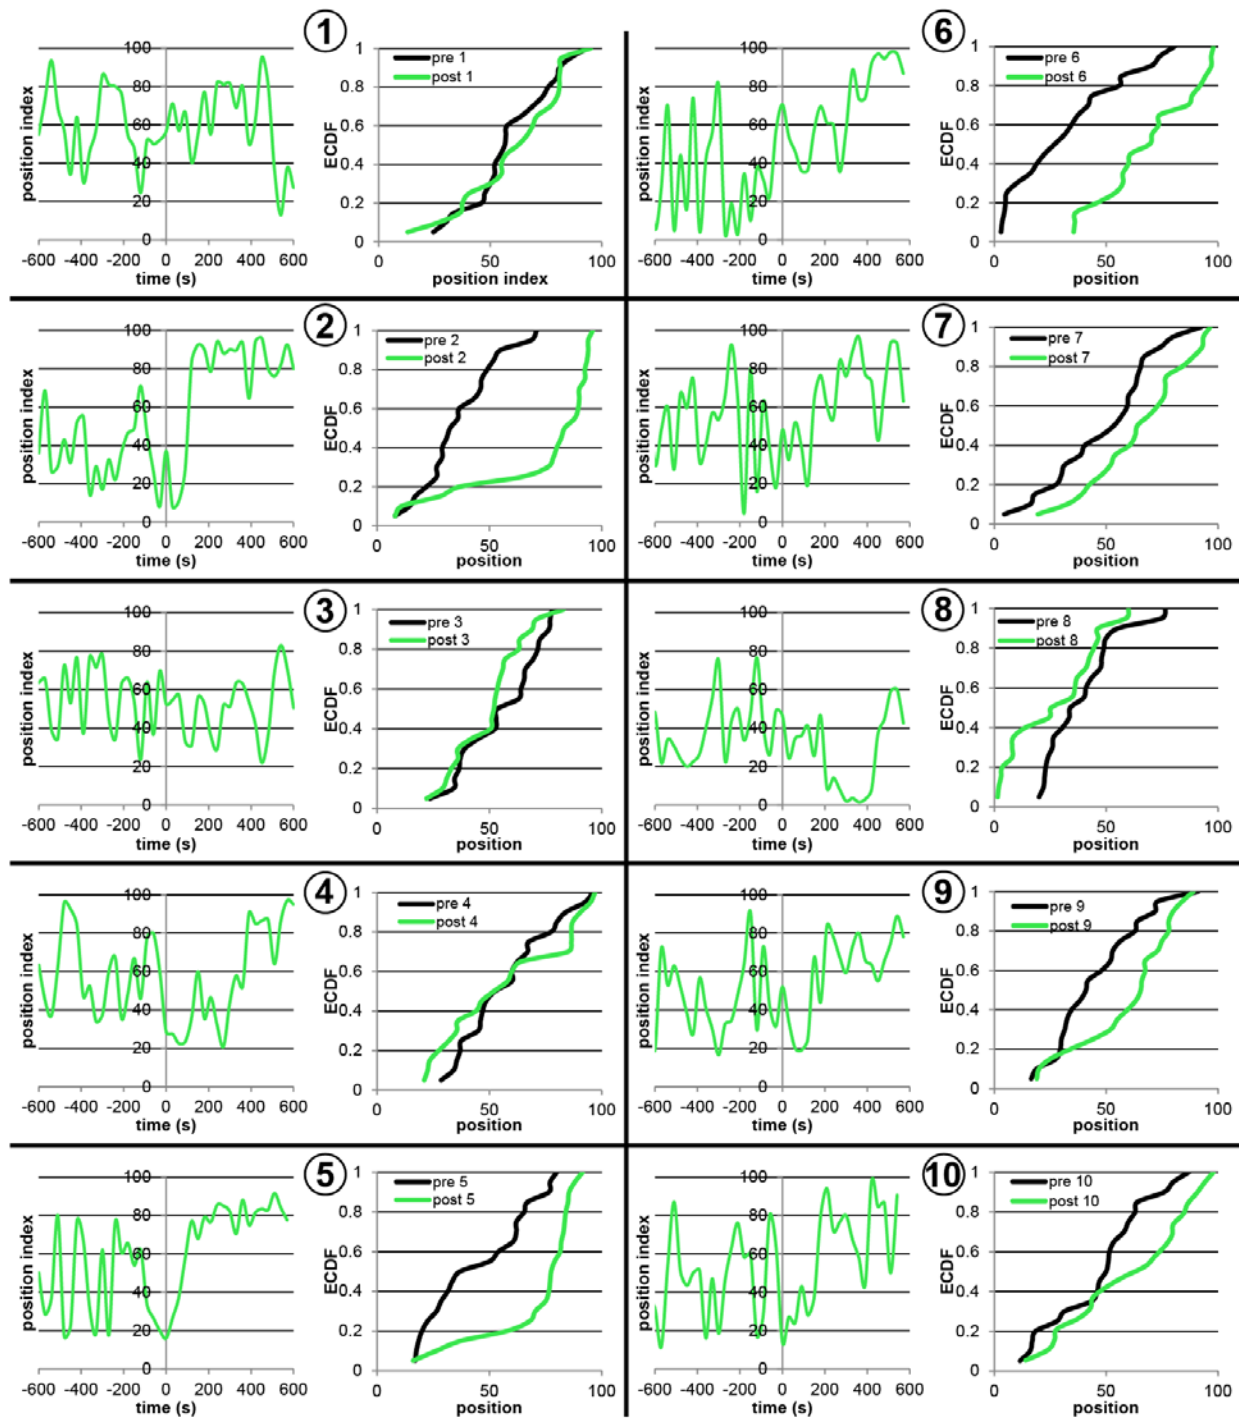 1
position index
100
80
60
40
20
0
-600 -400 -200 0 200 400 600
time (s)
ECDF
1
0.8
0.6
0.4
0.2
0
pre 1
post 1
0 50 100
position index
6
position index
100
80
60
40
20
0
-600 -400 -200 0 200 400 600
time (s)
ECDF
1
0.8
0.6
0.4
0.2
0
pre 6
post 6
0 50 100
position
2
position index
100
80
60
40
20
0
-600 -400 -200 0 200 400 600
time (s)
ECDF
1
0.8
0.6
0.4
0.2
0
pre 2
post 2
0 50 100
position
7
position index
100
80
60
40
20
0
-600 -400 -200 0 200 400 600
time (s)
ECDF
1
0.8
0.6
0.4
0.2
0
pre 7
post 7
0 50 100
position
3
position index
100
80
60
40
20
0
-600 -400 -200 0 200 400 600
time (s)
ECDF
1
0.8
0.6
0.4
0.2
0
pre 3
post 3
0 50 100
position
8
position index
100
80
60
40
20
0
-600 -400 -200 0 200 400 600
time (s)
ECDF
1
0.8
0.6
0.4
0.2
0
pre 8
post 8
0 50 100
position
4
position index
100
80
60
40
20
0
-600 -400 -200 0 200 400 600
time (s)
ECDF
1
0.8
0.6
0.4
0.2
0
pre 4
post 4
0 50 100
position
9
position index
100
80
60
40
20
0
-600 -400 -200 0 200 400 600
time (s)
ECDF
1
0.8
0.6
0.4
0.2
0
pre 9
post 9
0 50 100
position
5
position index
100
80
60
40
20
0
-600 -400 -200 0 200 400 600
time (s)
ECDF
1
0.8
0.6
0.4
0.2
0
pre 5
post 5
0 50 100
position
10
position index
100
80
60
40
20
0
-600 -400 -200 0 200 400 600
time (s)
ECDF
1
0.8
0.6
0.4
0.2
0
pre 10
post 10
0 50 100
position